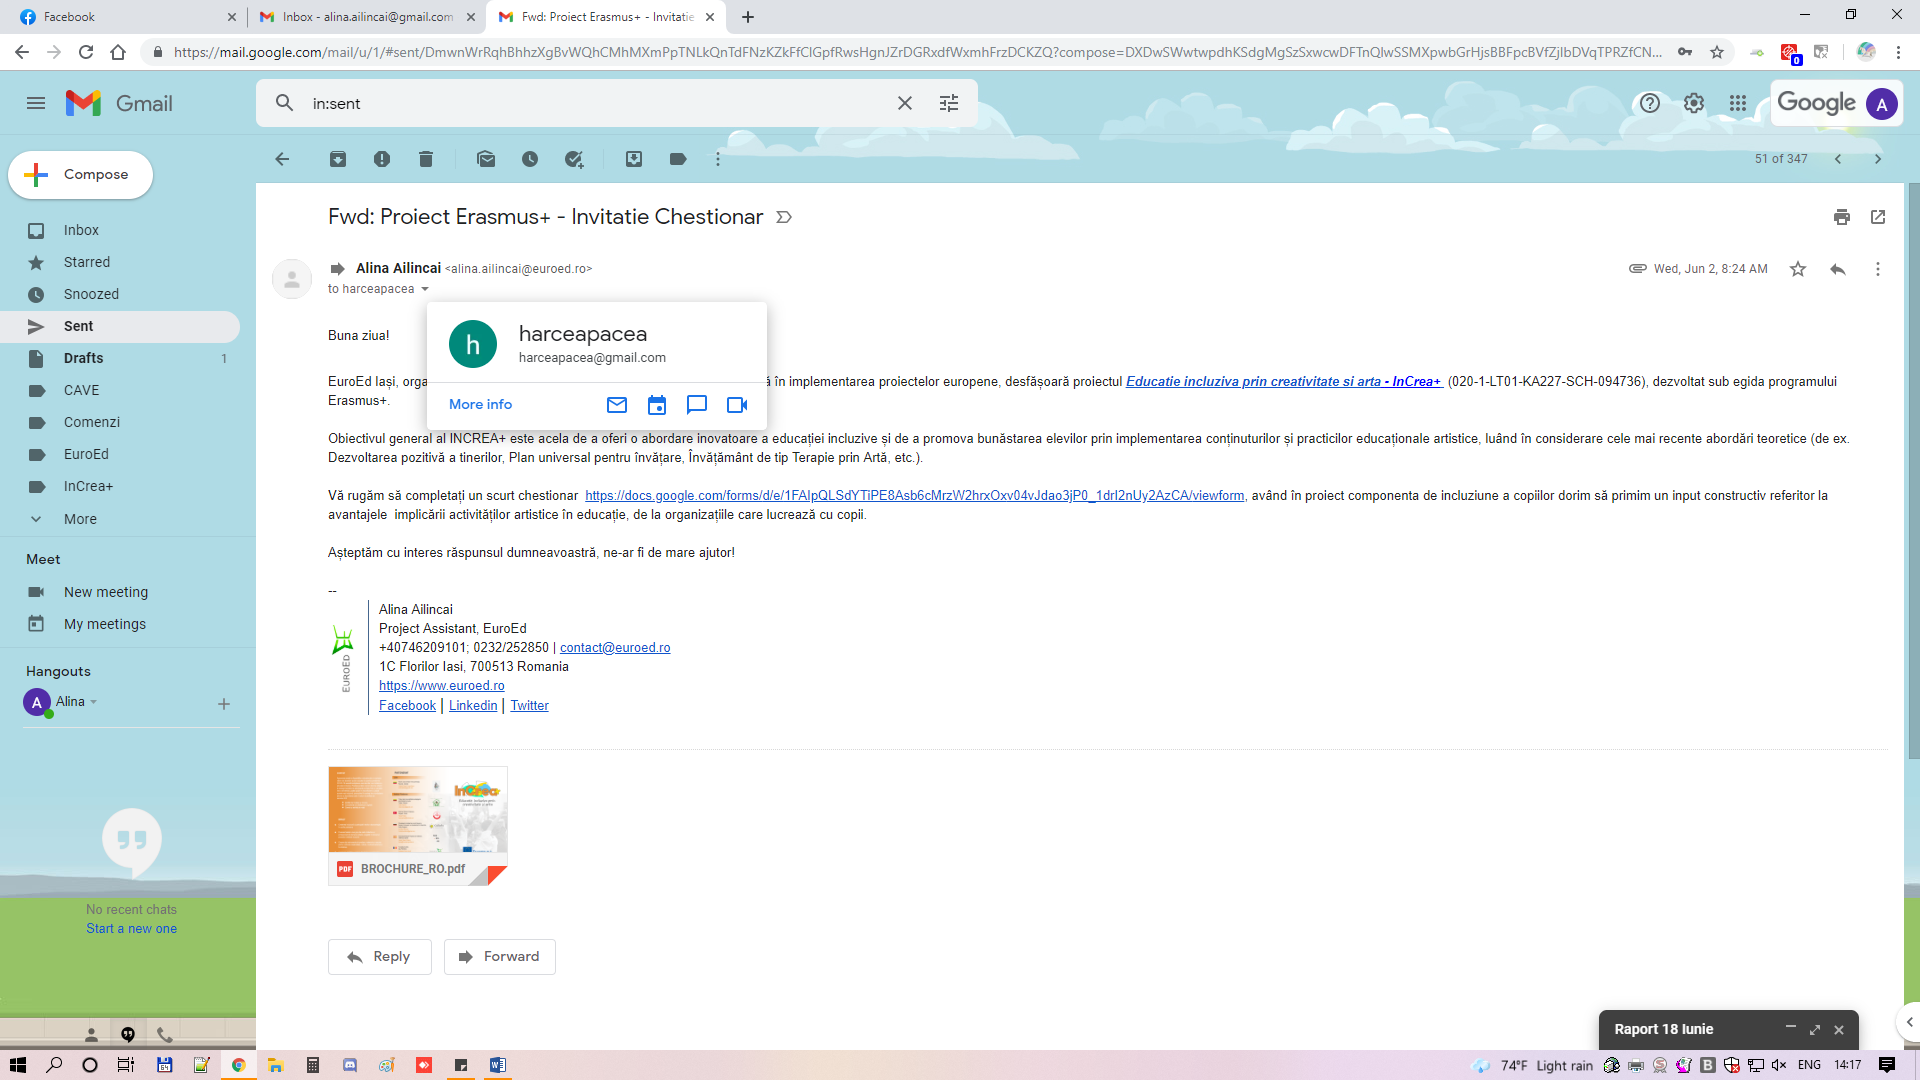 Facebook
Inbox - alina.ailincai@gmail.com
Fwd: Proiect Erasmus+ - Invitatie
https://mail.google.com/mail/u/1/#sent/DmwnWrRqhBhhzXgBvWQhCMhMXmPpTNLkQnTdFNzKZkFfClGpfRwsHgnJZrDGRxdfWxmhFrzDCKZQ?compose=DXDwSWwtwpdhKSdgMgSzSxwcwDFTnQlwSSMXpwbGrHjsBBFpcBVfZjlbDVqTPRZfCN...
0
Gmail
in:sent
Google
A
Compose
51 of 347
Inbox
Starred
Snoozed
Sent
Drafts
1
CAVE
Comenzi
EuroEd
InCrea+
More
Meet
New meeting
My meetings
Hangouts
A
Alina
No recent chats
Start a new one
Fwd: Proiect Erasmus+ - Invitatie Chestionar
Alina Ailincai <alina.ailincai@euroed.ro>
Wed, Jun 2, 8:24 AM
to harceapacea
Buna ziua!
h
harceapacea
harceapacea@gmail.com
More info
EuroEd Iași, orga
ă în implementarea proiectelor europene, desfășoară proiectul Educatie incluziva prin creativitate si arta - InCrea+ (020-1-LT01-KA227-SCH-094736), dezvoltat sub egida programului
Erasmus+.
Obiectivul general al INCREA+ este acela de a oferi o abordare inovatoare a educației incluzive și de a promova bunăstarea elevilor prin implementarea conținuturilor și practicilor educaționale artistice, luând în considerare cele mai recente abordări teoretice (de ex.
Dezvoltarea pozitivă a tinerilor, Plan universal pentru învățare, Învățământ de tip Terapie prin Artă, etc.).
Vă rugăm să completați un scurt chestionar https://docs.google.com/forms/d/e/1FAIpQLSdYTiPE8Asb6cMrzW2hrxOxv04vJdao3jP0_1drI2nUy2AzCA/viewform, având în proiect componenta de incluziune a copiilor dorim să primim un input constructiv referitor la
avantajele implicării activităților artistice în educație, de la organizațiile care lucrează cu copii.
Așteptăm cu interes răspunsul dumneavoastră, ne-ar fi de mare ajutor!
--
EUROED
Alina Ailincai
Project Assistant, EuroEd
+40746209101; 0232/252850 | contact@euroed.ro
1C Florilor Iasi, 700513 Romania
https://www.euroed.ro
Facebook | Linkedin | Twitter
InCrea+
PDF BROCHURE_RO.pdf
Reply
Forward
Raport 18 Iunie
74°F Light rain
ENG
14:17